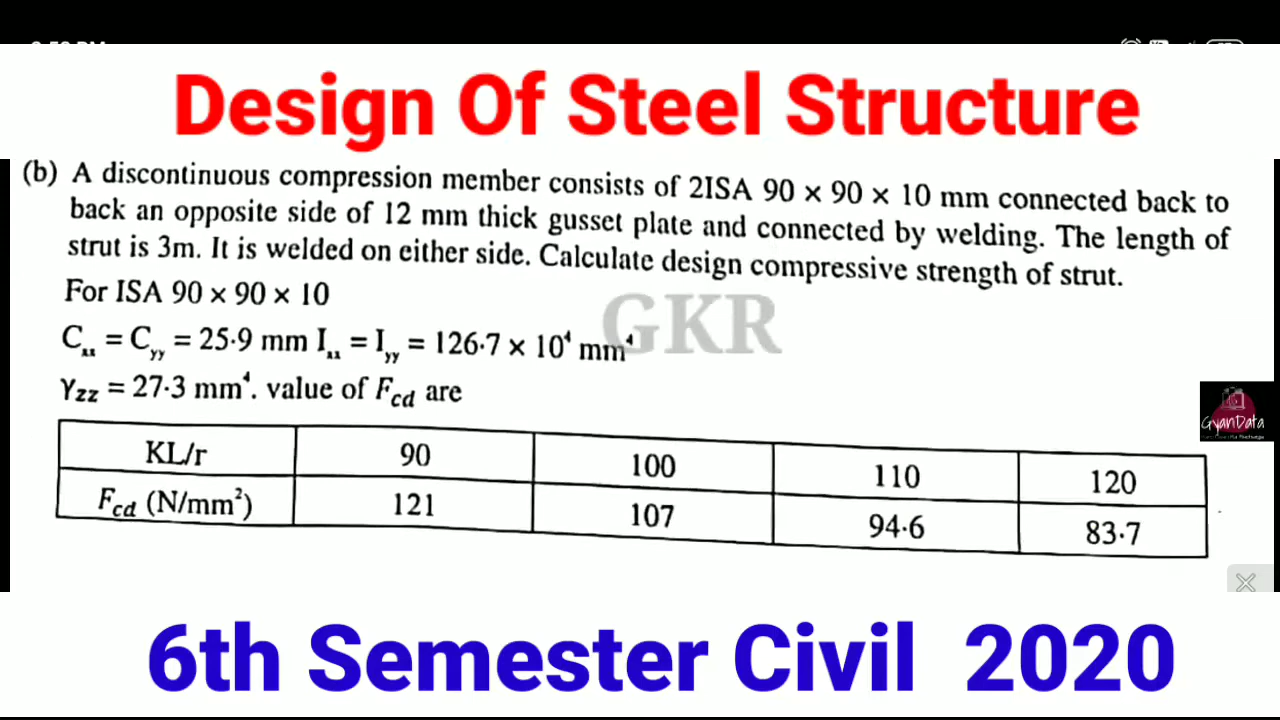 Design Of Steel Structure
(b) A discontinuous compression member consists of 2ISA 90 × 90 × 10 mm connected back to
back an opposite side of 12 mm thick gusset plate and connected by welding. The length of
strut is 3m. It is welded on either side. Calculate design compressive strength of strut.
For ISA 90 × 90 × 10
GKR
Cxx = Cyy = 25·9 mm Ixx = Iyy = 126·7 × 10⁴ mm⁴
γzz = 27·3 mm⁴. value of Fcd are
GyanData
KL/r 90 100 110 120
Fcd (N/mm²) 121 107 94·6 83·7
6th Semester Civil 2020